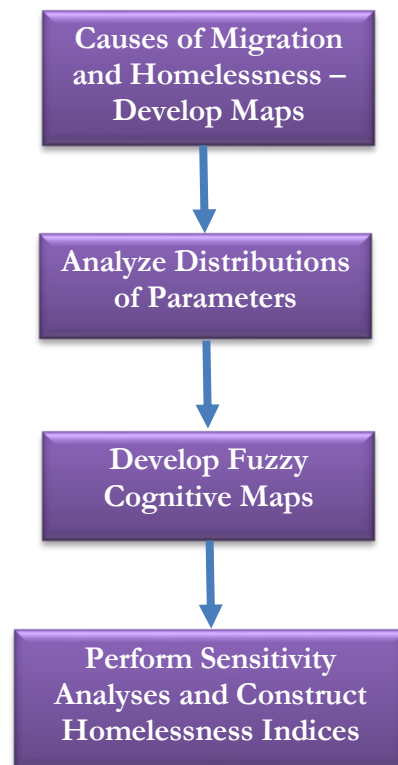 Causes of Migration
and Homelessness –
Develop Maps
Analyze Distributions
of Parameters
Develop Fuzzy
Cognitive Maps
Perform Sensitivity
Analyses and Construct
Homelessness Indices